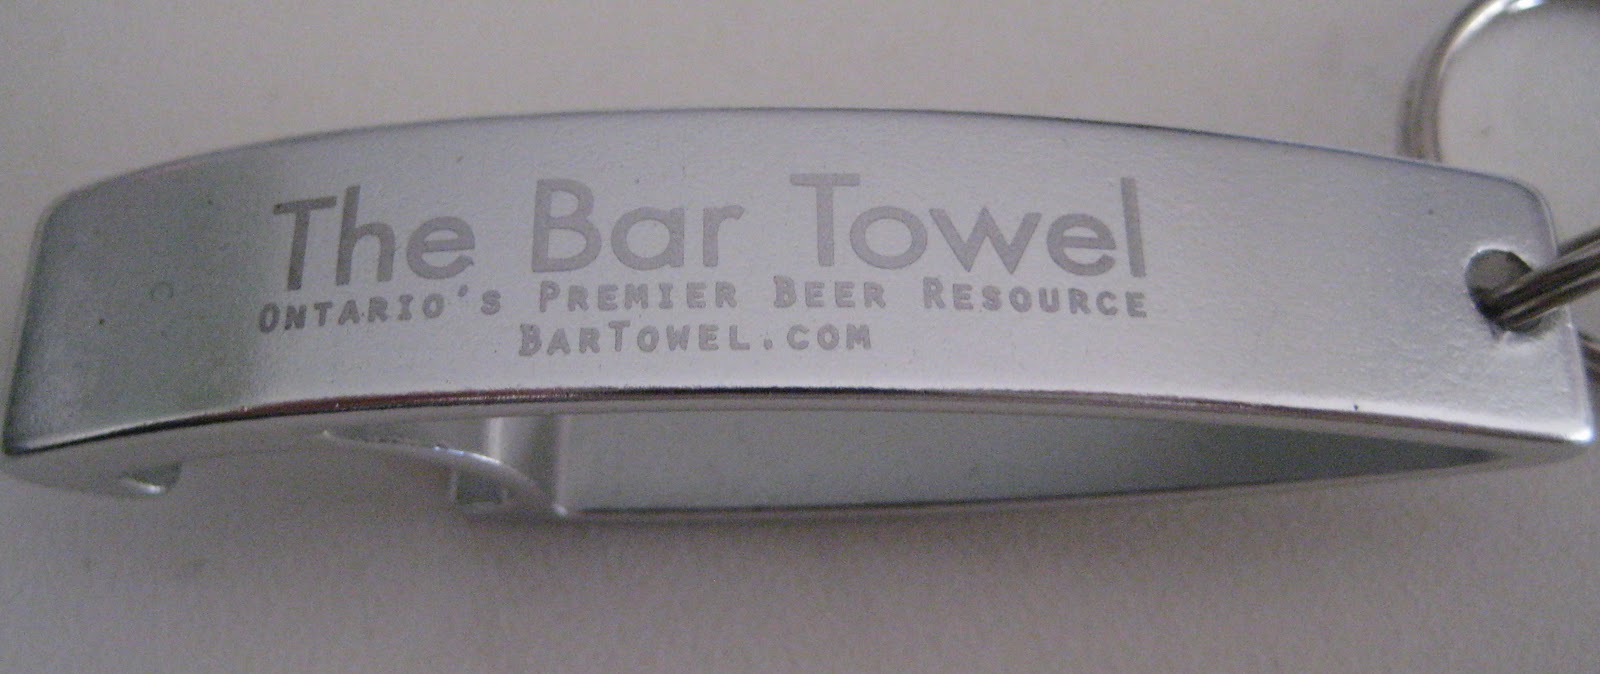 The Bar Towel
Ontario's Premier Beer Resource
BarTowel.com